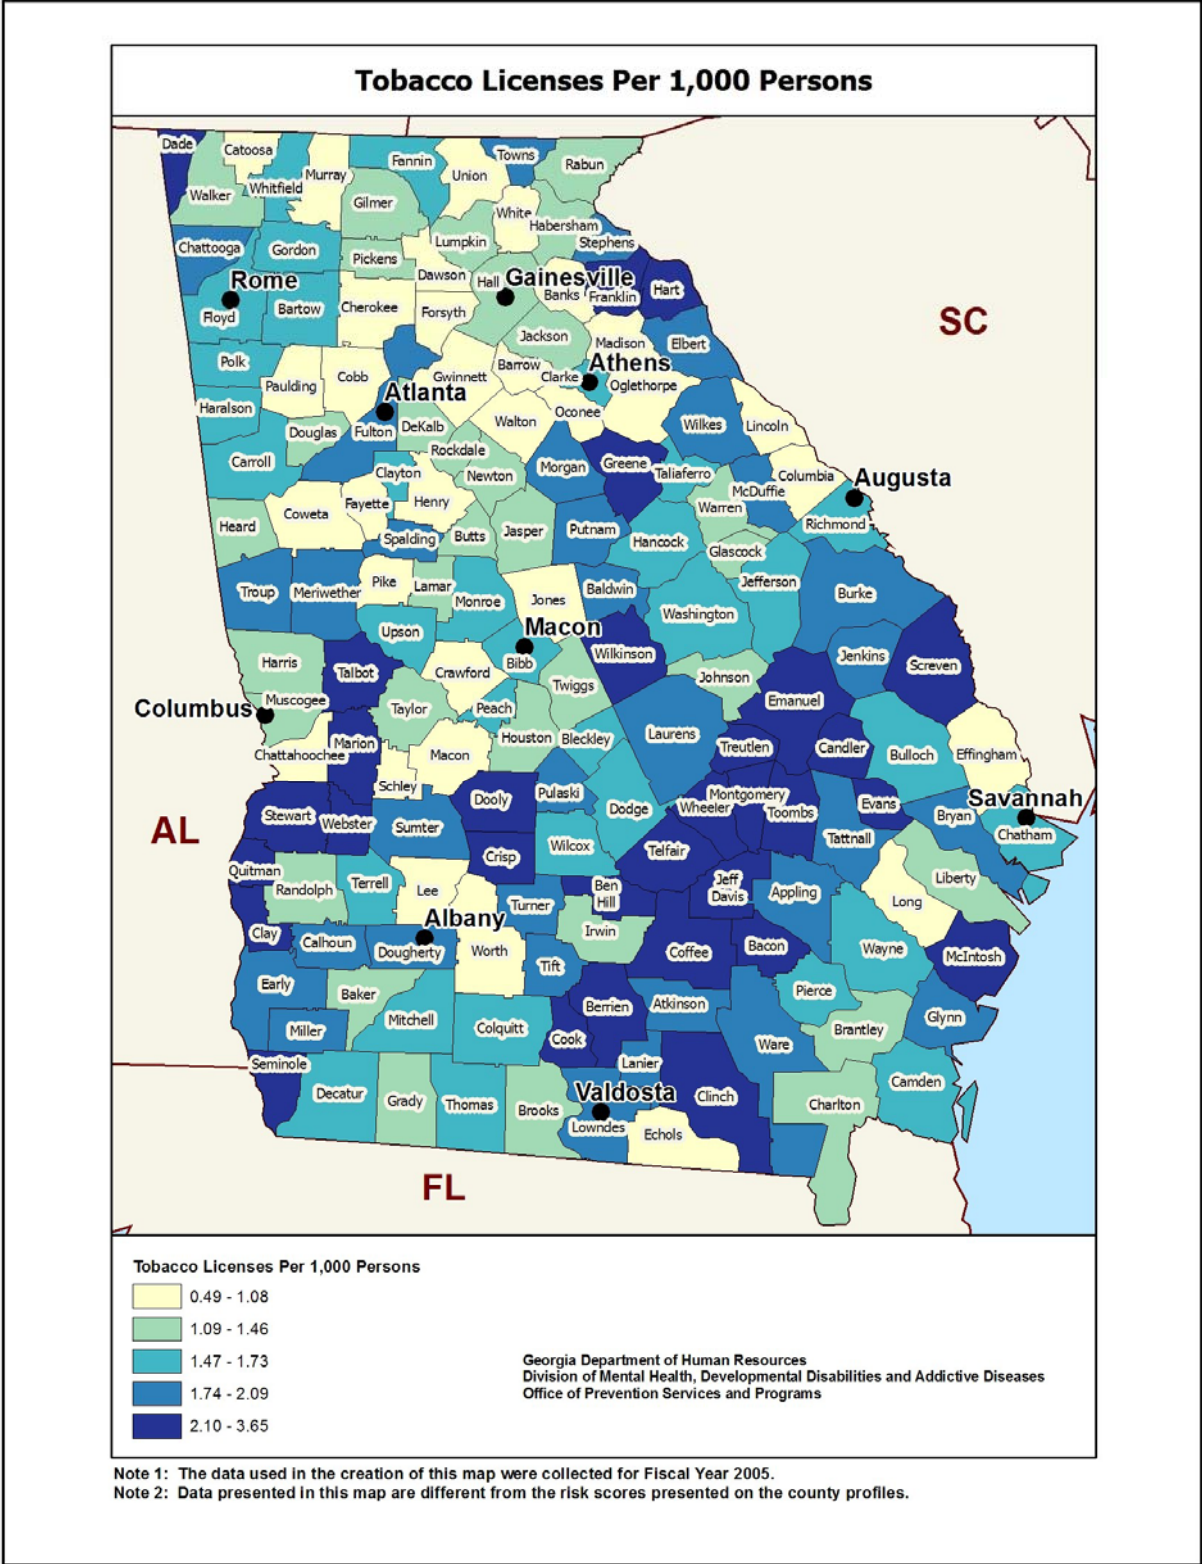 Tobacco Licenses Per 1,000 Persons
Dade
Catoosa
Whitfield
Murray
Fannin
Union
Towns
Rabun
Walker
Gilmer
White
Habersham
Stephens
Chattooga
Gordon
Pickens
Lumpkin
Dawson
Hall
Gainesville
Banks
Franklin
Hart
Rome
Floyd
Bartow
Cherokee
Forsyth
Jackson
Madison
Elbert
SC
Polk
Paulding
Cobb
Gwinnett
Barrow
Clarke
Athens
Oglethorpe
Haralson
Atlanta
Oconee
Douglas
Fulton
DeKalb
Walton
Wilkes
Lincoln
Carroll
Clayton
Rockdale
Newton
Morgan
Greene
Taliaferro
McDuffie
Columbia
Augusta
Heard
Coweta
Fayette
Henry
Warren
Richmond
Spalding
Butts
Jasper
Putnam
Hancock
Glascock
Troup
Meriwether
Pike
Lamar
Monroe
Jones
Baldwin
Washington
Jefferson
Burke
Upson
Macon
Bibb
Wilkinson
Jenkins
Screven
Harris
Talbot
Crawford
Twiggs
Johnson
Emanuel
Columbus
Muscogee
Taylor
Peach
Houston
Bleckley
Laurens
Treutlen
Candler
Bulloch
Effingham
Chattahoochee
Marion
Macon
Schley
AL
Stewart
Webster
Sumter
Dooly
Pulaski
Dodge
Wheeler
Montgomery
Toombs
Evans
Tattnall
Bryan
Savannah
Chatham
Quitman
Randolph
Terrell
Lee
Crisp
Wilcox
Telfair
Jeff
Davis
Appling
Long
Liberty
Clay
Calhoun
Albany
Dougherty
Worth
Turner
Ben
Hill
Irwin
Tift
Coffee
Bacon
Wayne
McIntosh
Early
Baker
Miller
Mitchell
Colquitt
Berrien
Cook
Atkinson
Pierce
Ware
Brantley
Glynn
Seminole
Decatur
Grady
Thomas
Brooks
Lanier
Valdosta
Lowndes
Clinch
Echols
Charlton
Camden
FL
Tobacco Licenses Per 1,000 Persons
0.49 - 1.08
1.09 - 1.46
1.47 - 1.73
1.74 - 2.09
2.10 - 3.65
Georgia Department of Human Resources
Division of Mental Health, Developmental Disabilities and Addictive Diseases
Office of Prevention Services and Programs
Note 1: The data used in the creation of this map were collected for Fiscal Year 2005.
Note 2: Data presented in this map are different from the risk scores presented on the county profiles.